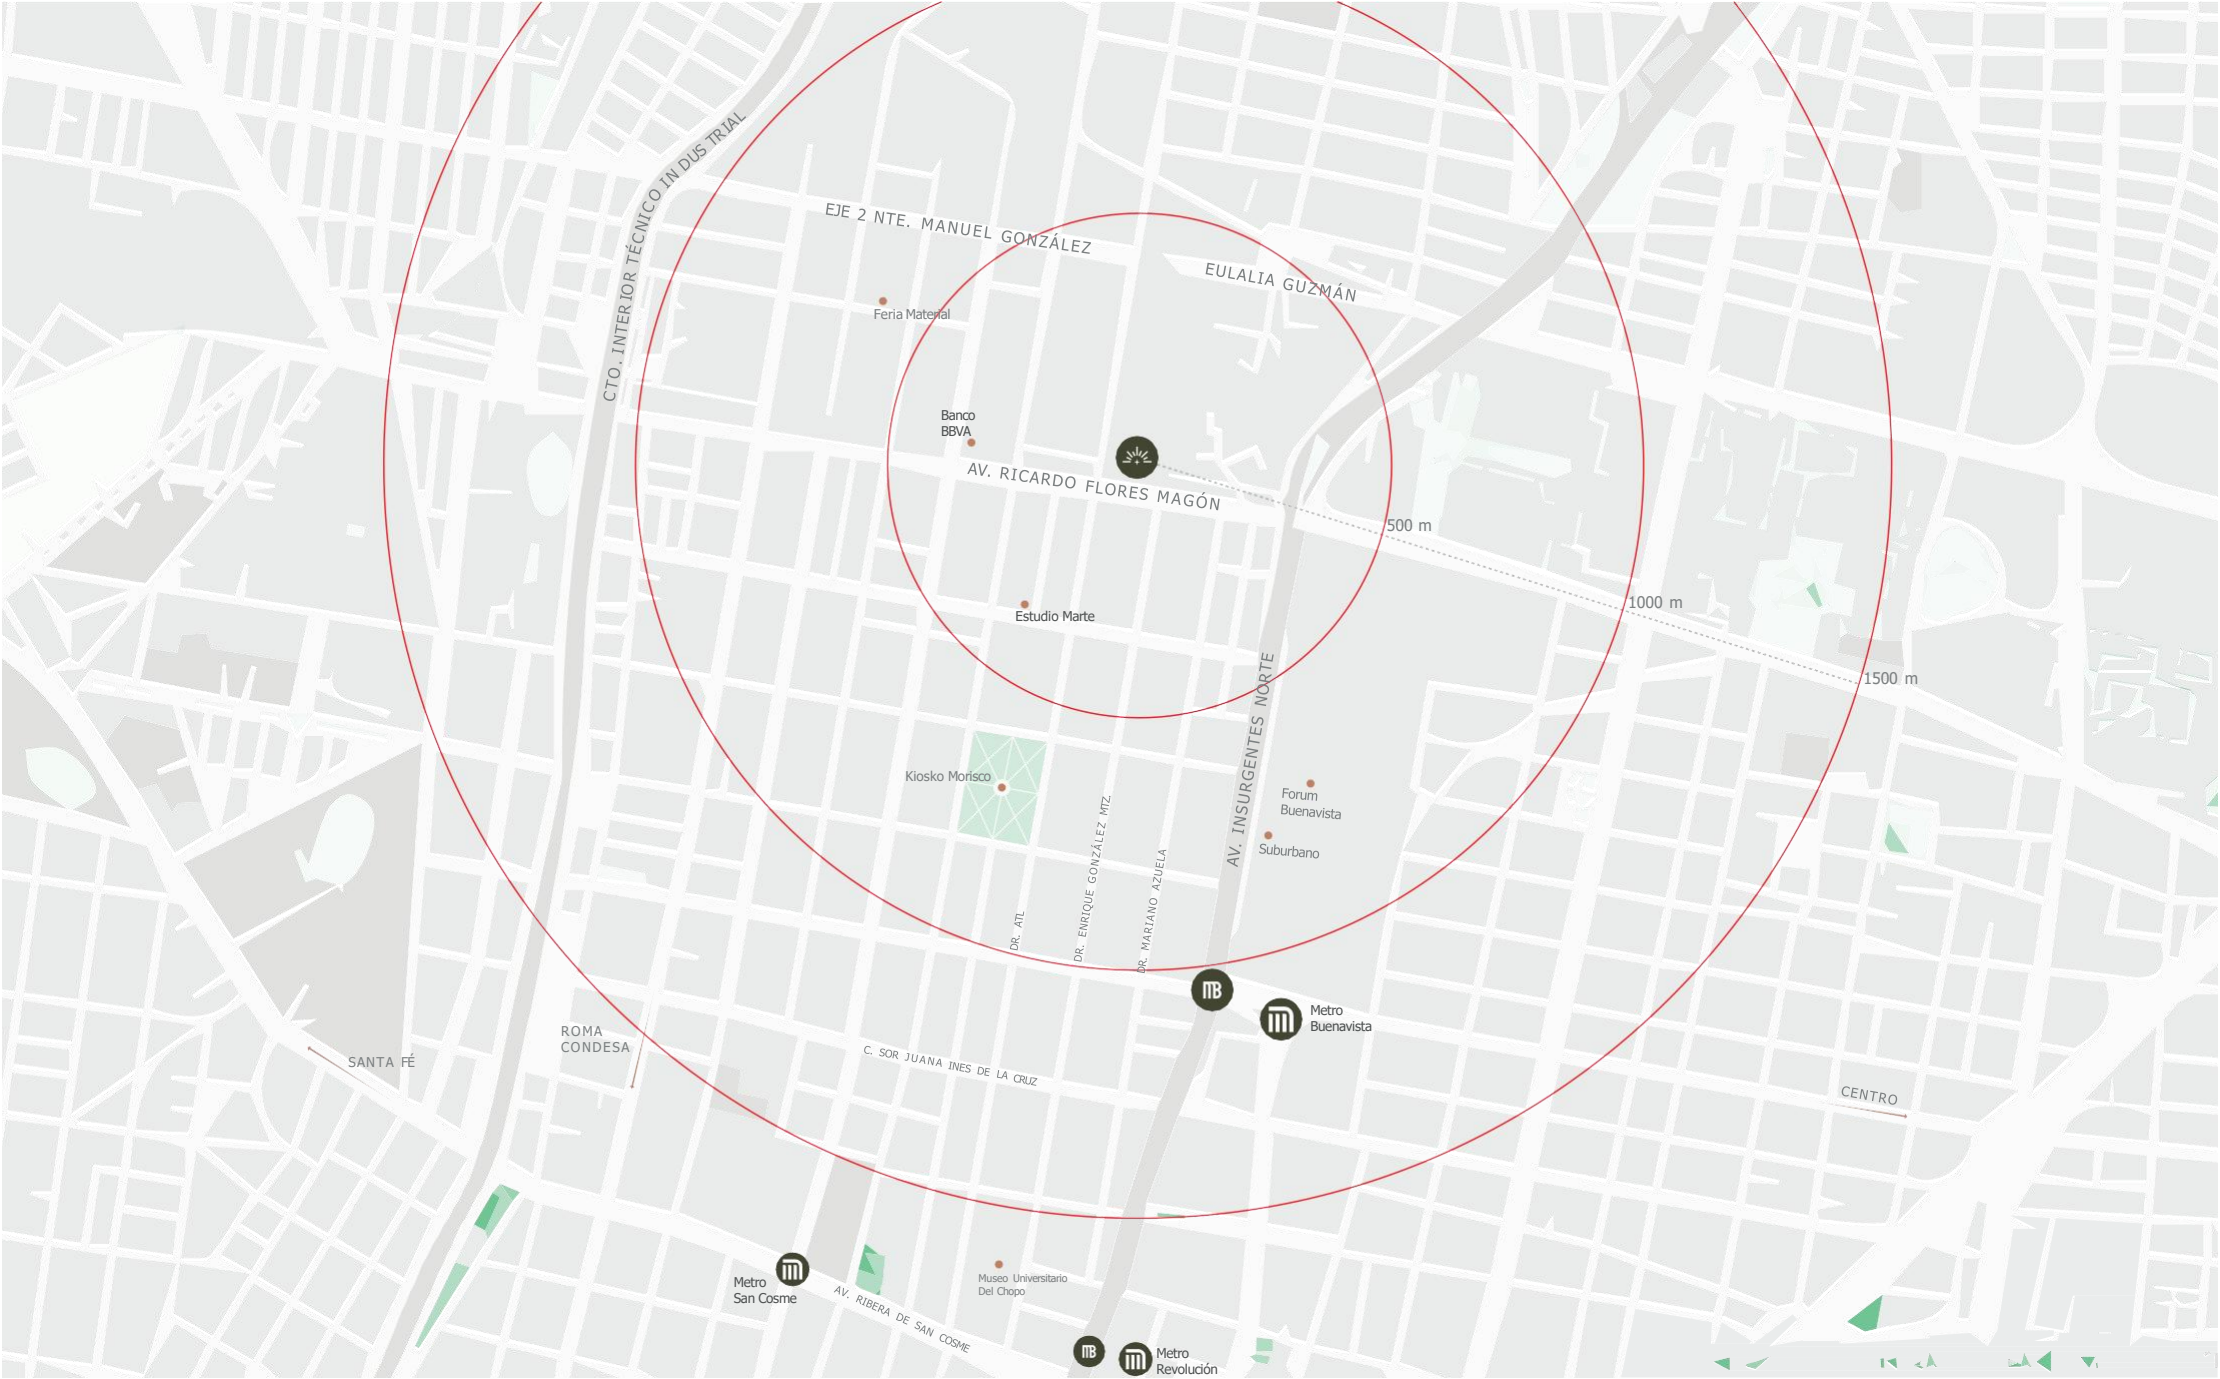 CTO. INTERIOR TÉCNICO IN DUS TRIAL
EJE 2 NTE. MANUEL GONZÁLEZ
EULALIA GUZMÁN
Feria Material
Banco
BBVA
AV. RICARDO FLORES MAGÓN
500 m
1000 m
1500 m
Estudio Marte
AV. INSURGENTES NORTE
Kiosko Morisco
Forum
Buenavista
Suburbano
DR. ATL
DR. ENRIQUE GONZÁLEZ MTZ.
DR. MARIANO AZUELA
MB
Metro
Buenavista
ROMA
CONDESA
SANTA FÉ
C. SOR JUANA INES DE LA CRUZ
CENTRO
Metro
San Cosme
AV. RIBERA DE SAN COSME
Museo Universitario
Del Chopo
MB
Metro
Revolución